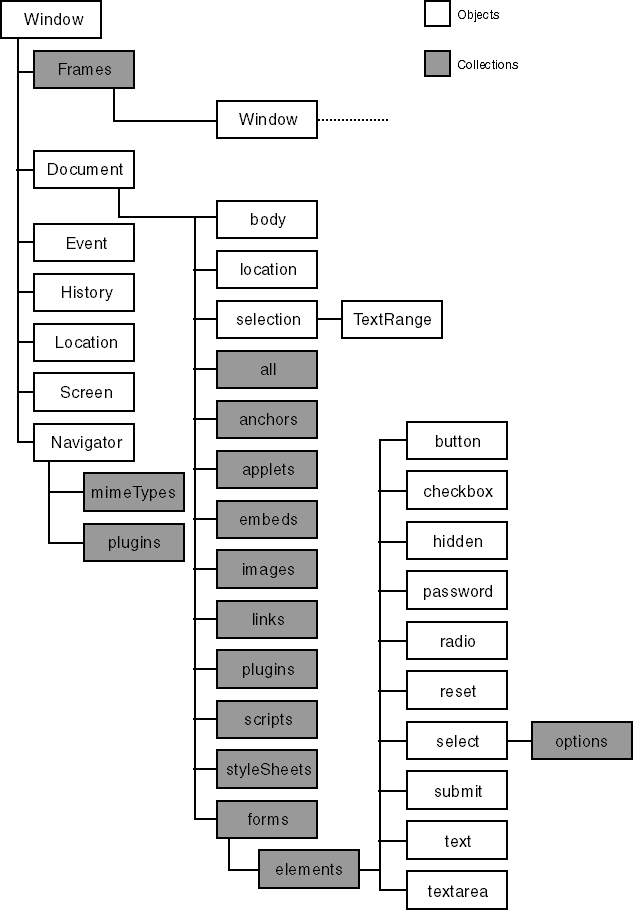 Window
Objects
Frames
Collections
Window
Document
body
Event
location
History
selection
TextRange
Location
all
Screen
anchors
Navigator
button
applets
mimeTypes
checkbox
embeds
plugins
hidden
images
password
links
radio
plugins
reset
scripts
select
options
styleSheets
submit
forms
text
elements
textarea